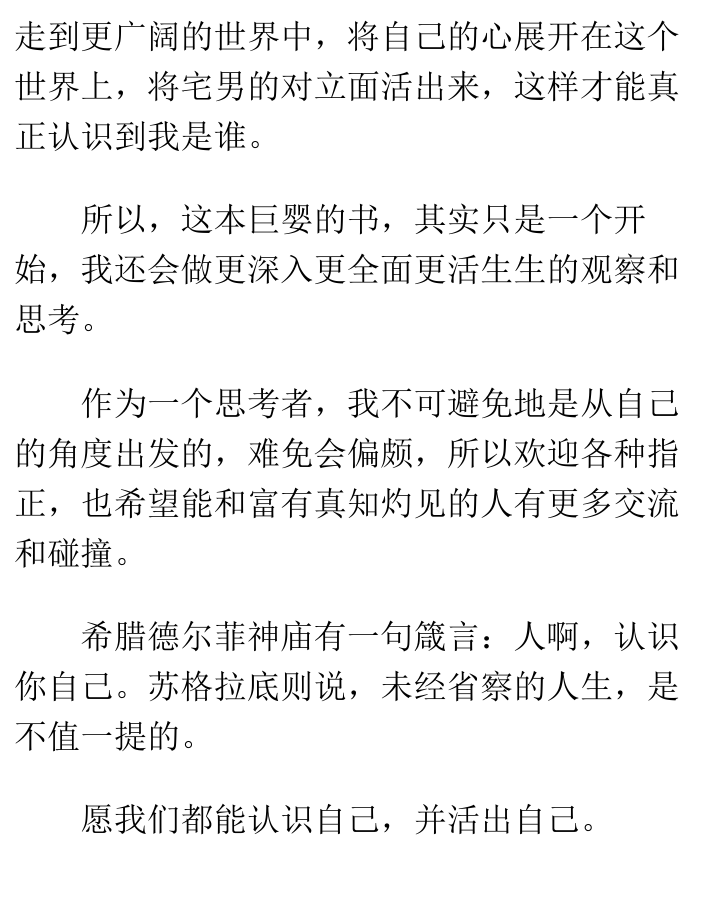 走到更广阔的世界中，将自己的心展开在这个
世界上，将宅男的对立面活出来，这样才能真
正认识到我是谁。
所以，这本巨婴的书，其实只是一个开
始，我还会做更深入更全面更活生生的观察和
思考。
作为一个思考者，我不可避免地是从自己
的角度出发的，难免会偏颇，所以欢迎各种指
正，也希望能和富有真知灼见的人有更多交流
和碰撞。
希腊德尔菲神庙有一句箴言：人啊，认识
你自己。苏格拉底则说，未经省察的人生，是
不值一提的。
愿我们都能认识自己，并活出自己。